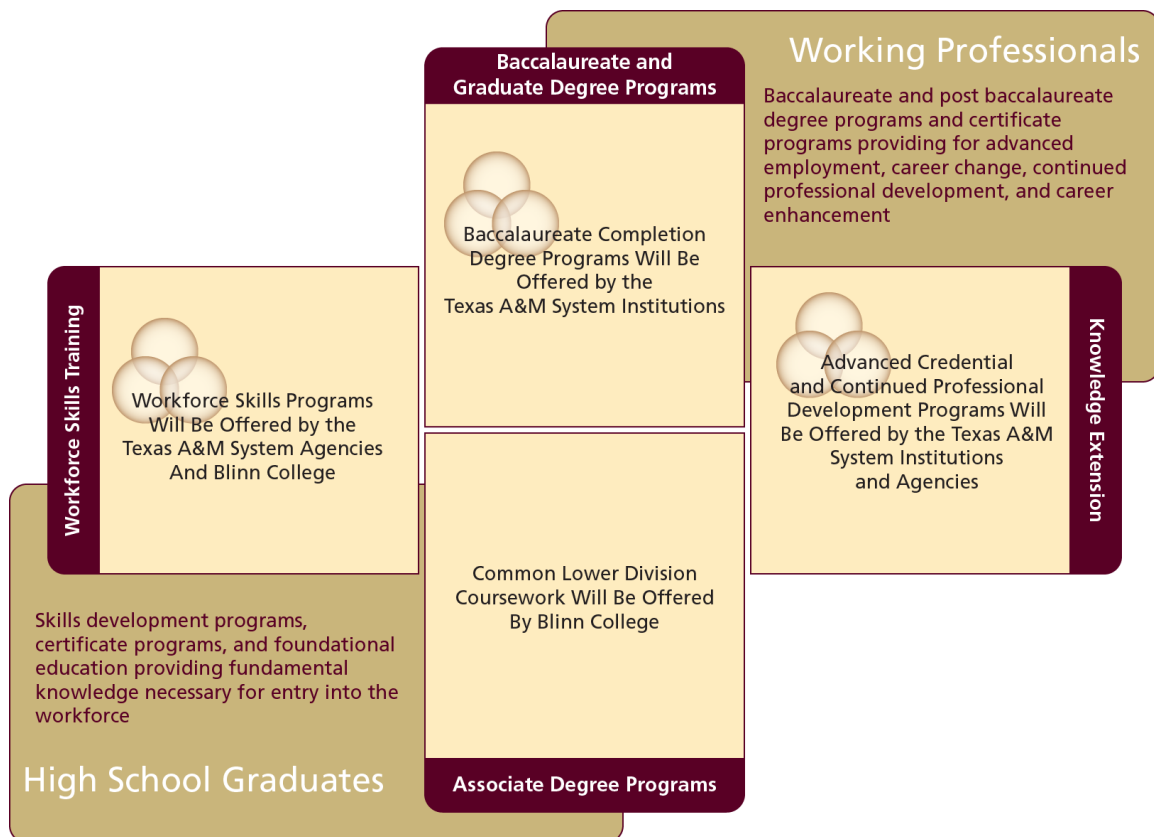 Working Professionals
Baccalaureate and post baccalaureate
degree programs and certificate
programs providing for advanced
employment, career change, continued
professional development, and career
enhancement
Baccalaureate and
Graduate Degree Programs
Baccalaureate Completion
Degree Programs Will Be
Offered by the
Texas A&M System Institutions
Workforce Skills Training
Workforce Skills Programs
Will Be Offered by the
Texas A&M System Agencies
And Blinn College
Advanced Credential
and Continued Professional
Development Programs Will
Be Offered by the Texas A&M
System Institutions
and Agencies
Knowledge Extension
Common Lower Division
Coursework Will Be Offered
By Blinn College
Associate Degree Programs
Skills development programs,
certificate programs, and foundational
education providing fundamental
knowledge necessary for entry into the
workforce
High School Graduates